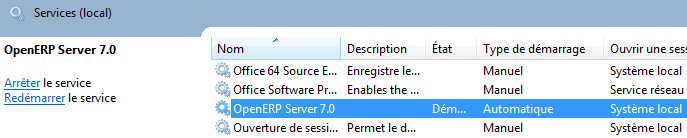 Services (local)
OpenERP Server 7.0
Arrêter le service
Redémarrer le service
Nom Description État Type de démarrage Ouvrir une ses
Office 64 Source E... Enregistre le... Manuel Système local
Office Software Pr... Enables the ... Manuel Service réseau
OpenERP Server 7.0 Dém... Automatique Système local
Ouverture de sessi... Permet le d... Manuel Système local